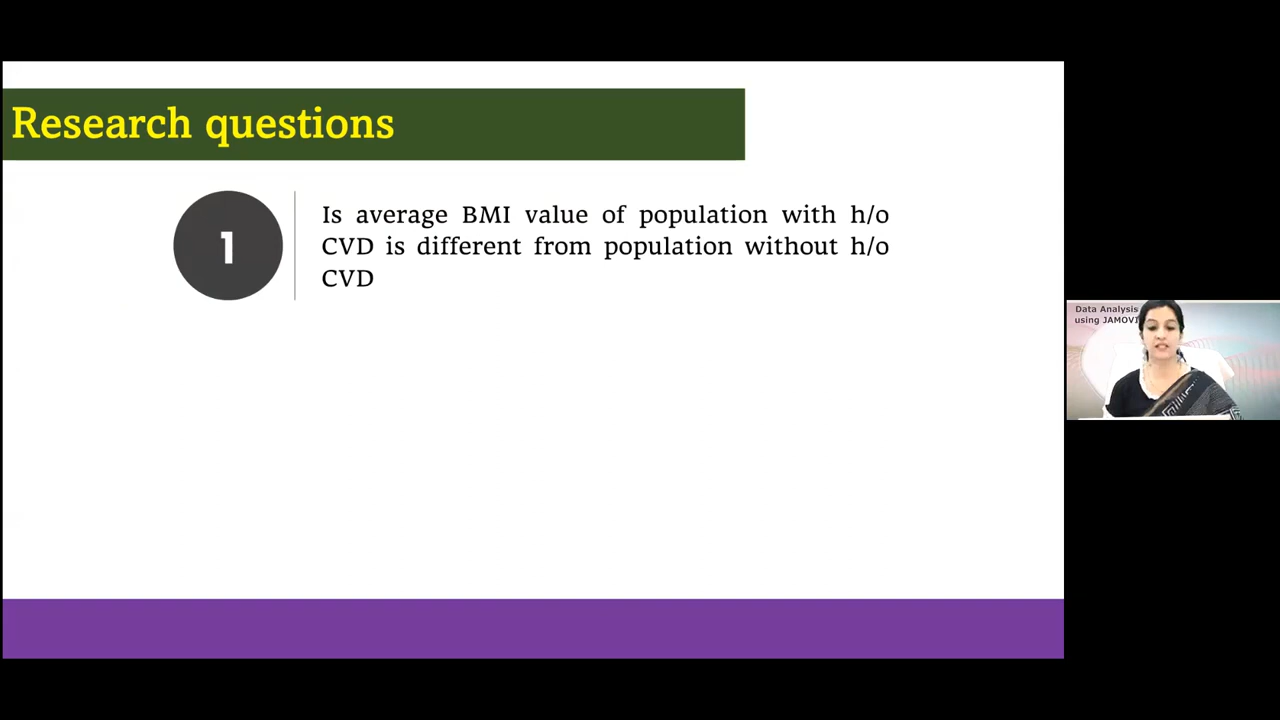 Research questions
1
Is average BMI value of population with h/o
CVD is different from population without h/o
CVD
Data Analysis
using JAMOVI